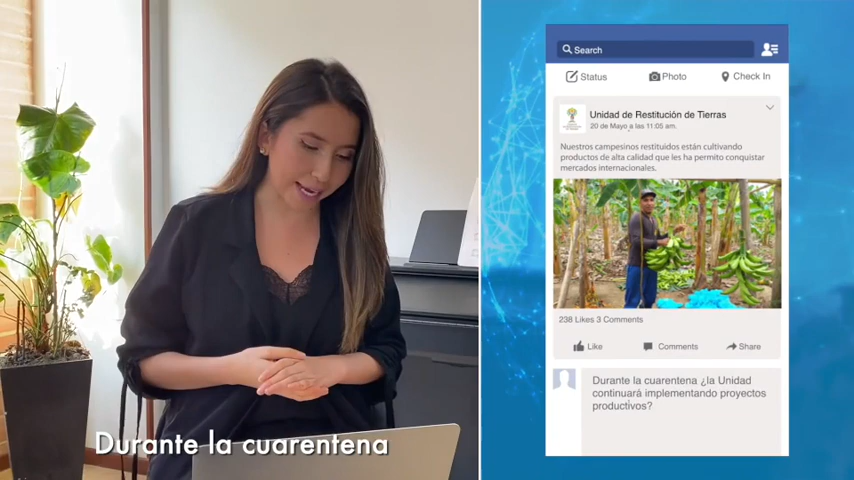 Durante la cuarentena
Search
Status
Photo
Check In
Unidad de Restitución de Tierras
20 de Mayo a las 11:05 am.
Nuestros campesinos restituidos están cultivando
productos de alta calidad que les ha permito conquistar
mercados internacionales.
238 Likes 3 Comments
Like
Comments
Share
Durante la cuarentena ¿la Unidad
continuará implementando proyectos
productivos?